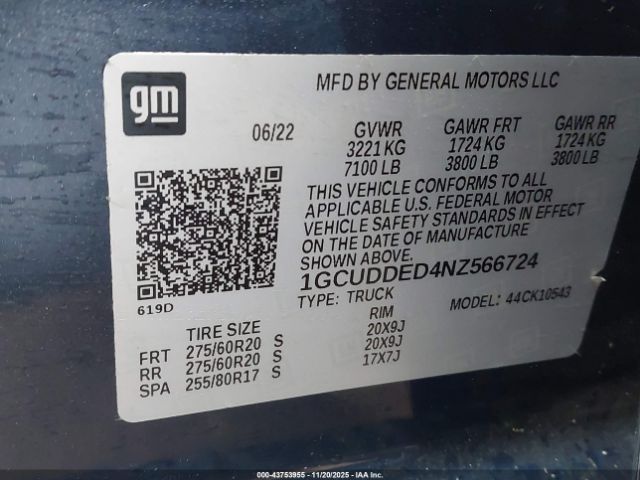 gm
MFD BY GENERAL MOTORS LLC
06/22 GVWR GAWR FRT GAWR RR
3221 KG 1724 KG 1724 KG
7100 LB 3800 LB 3800 LB
THIS VEHICLE CONFORMS TO ALL
APPLICABLE U.S. FEDERAL MOTOR
VEHICLE SAFETY STANDARDS IN EFFECT
ON THE DATE OF MANUFACTURE
SHOWN ABOVE.
1GCUDDED4NZ566724
619D TYPE: TRUCK MODEL: 44CK10543
TIRE SIZE RIM
FRT 275/60R20 S 20X9J
RR 275/60R20 S 20X9J
SPA 255/80R17 S 17X7J
000-43753955 - 11/20/2025 - IAA Inc.